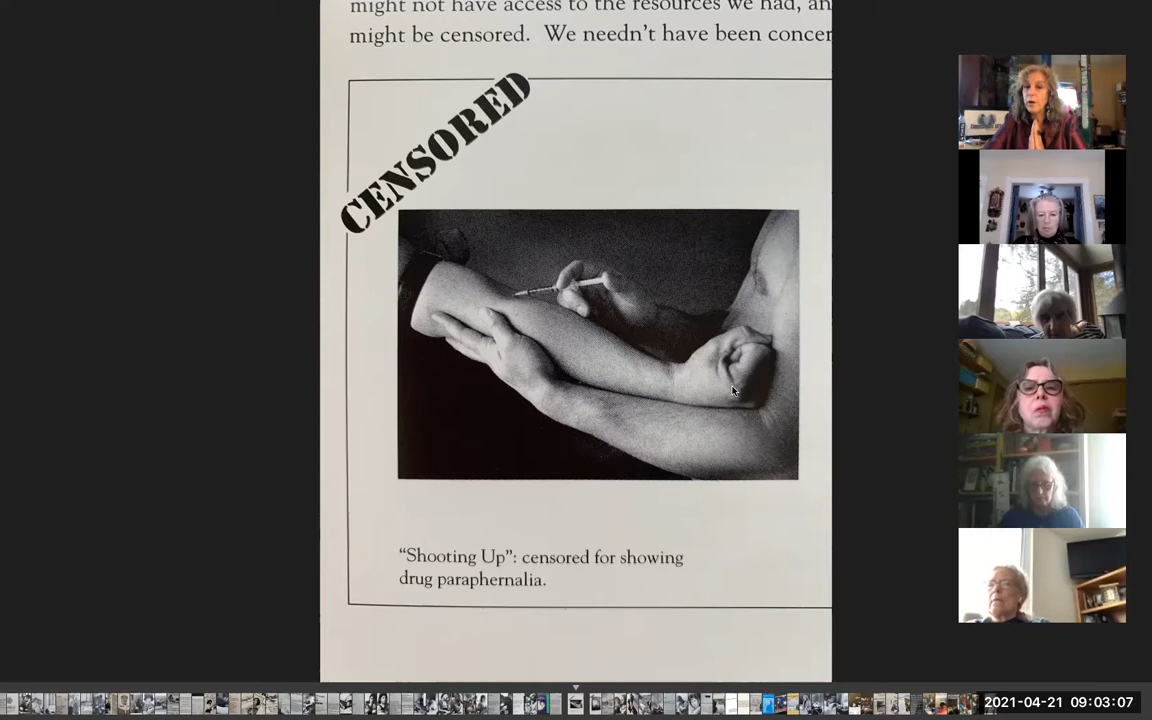 might not have access to the resources we had, an
might be censored. We needn't have been concer
CENSORED
“Shooting Up”: censored for showing
drug paraphernalia.
2021-04-21 09:03:07